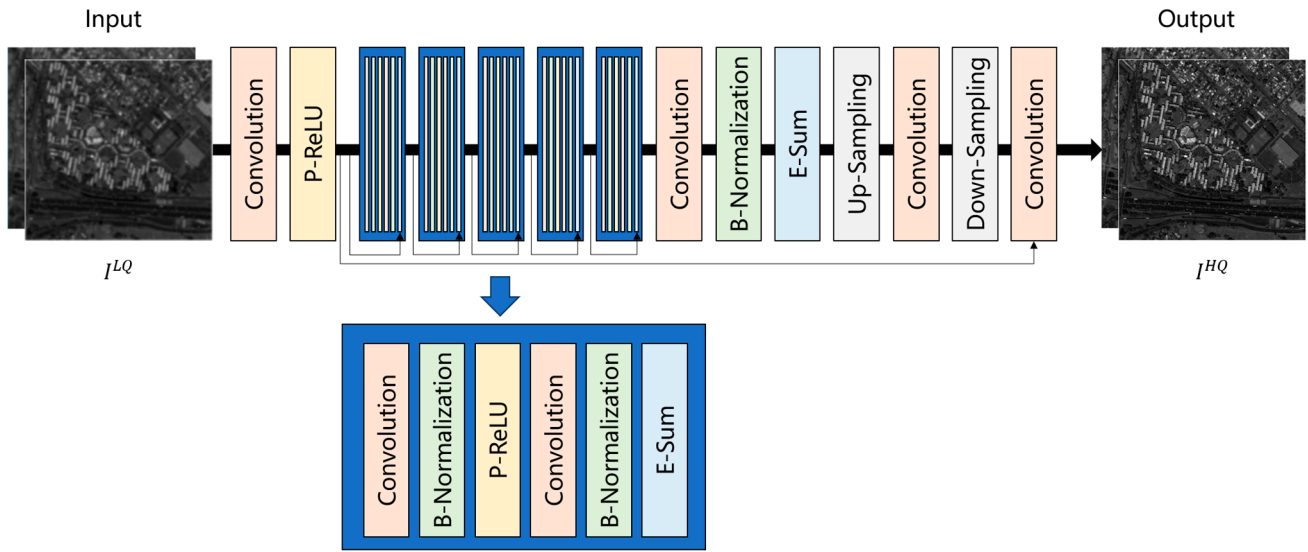 Input
Output
Convolution
P-ReLU
Convolution
B-Normalization
E-Sum
Up-Sampling
Convolution
Down-Sampling
Convolution
I^{LQ}
I^{HQ}
Convolution
B-Normalization
P-ReLU
Convolution
B-Normalization
E-Sum